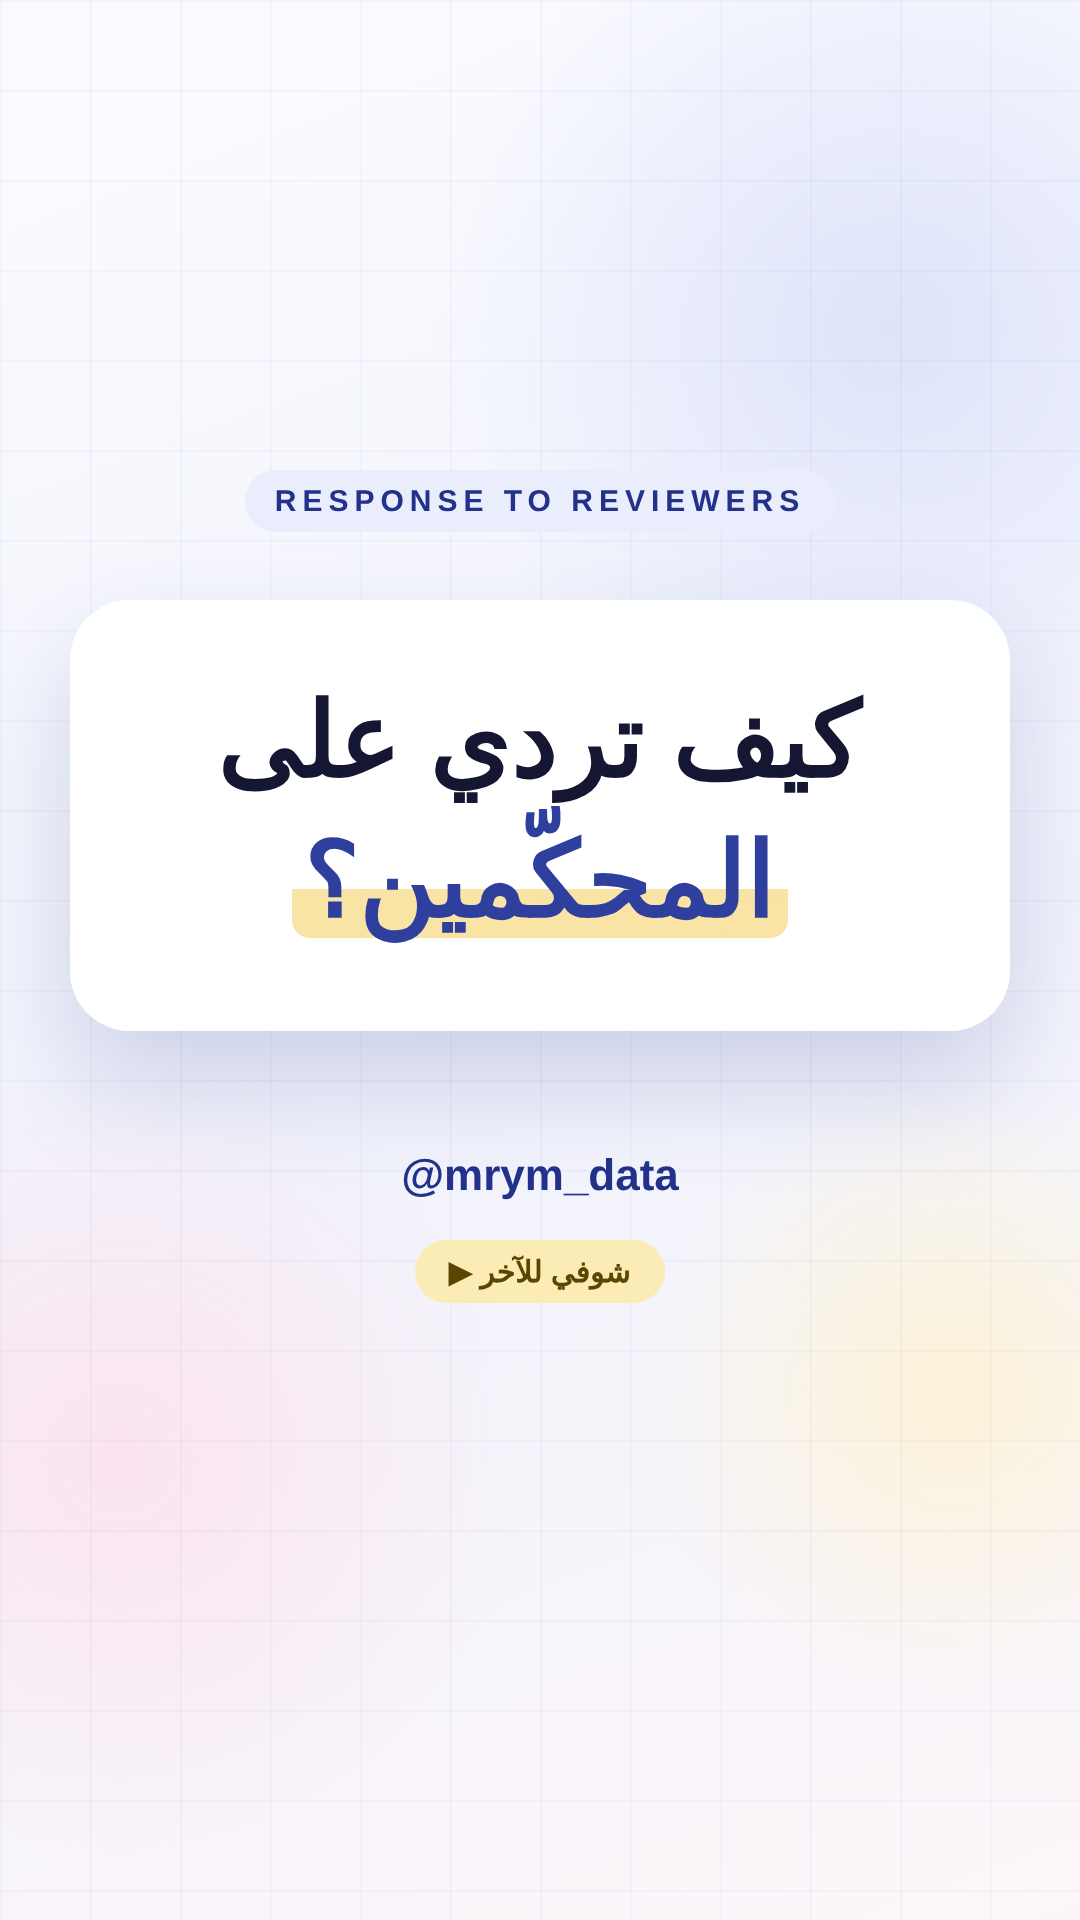 RESPONSE TO REVIEWERS
كيف تردي على
المحكّمين؟
@mrym_data
شوفي للآخر ▶